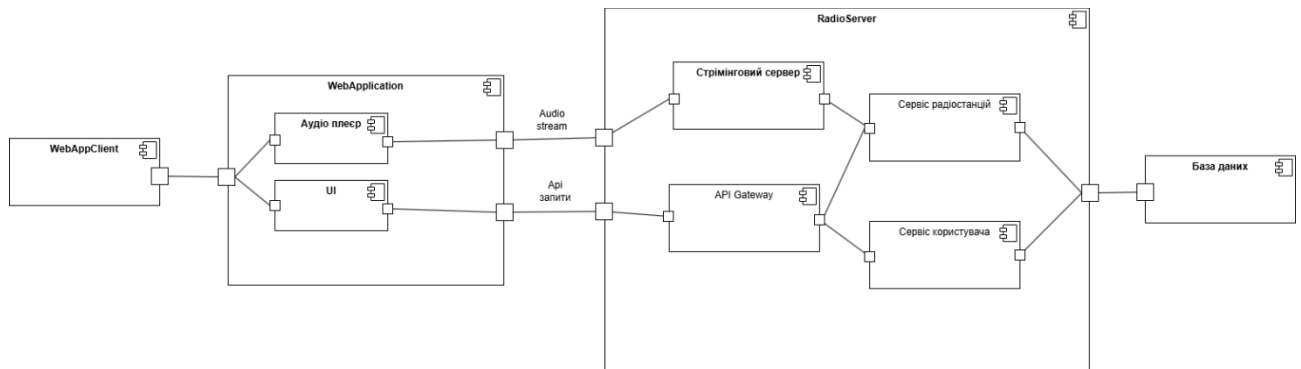 RadioServer
WebApplication
Стрімінговий сервер
Аудіо плеєр
Audio
stream
Сервіс радіостанцій
WebAppClient
База даних
UI
Api
запити
API Gateway
Сервіс користувача